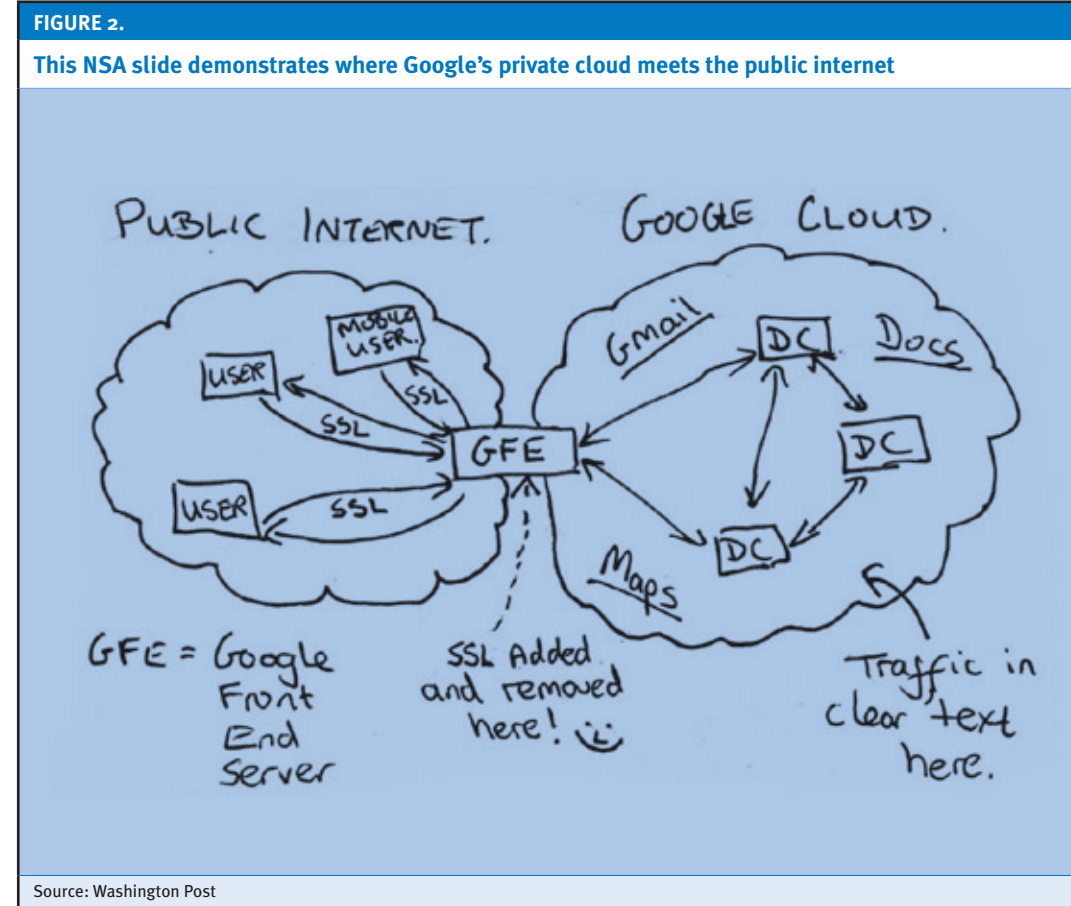 FIGURE 2.
This NSA slide demonstrates where Google's private cloud meets the public internet
PUBLIC INTERNET.
GOOGLE CLOUD.
MOBILE
USER.
Gmail
DC
Docs
USER
SSL
SSL
GFE
DC
USER
SSL
DC
Maps
GFE = Google
Front
End
Server
SSL Added
and removed
here!
Traffic in
clear text
here.
Source: Washington Post